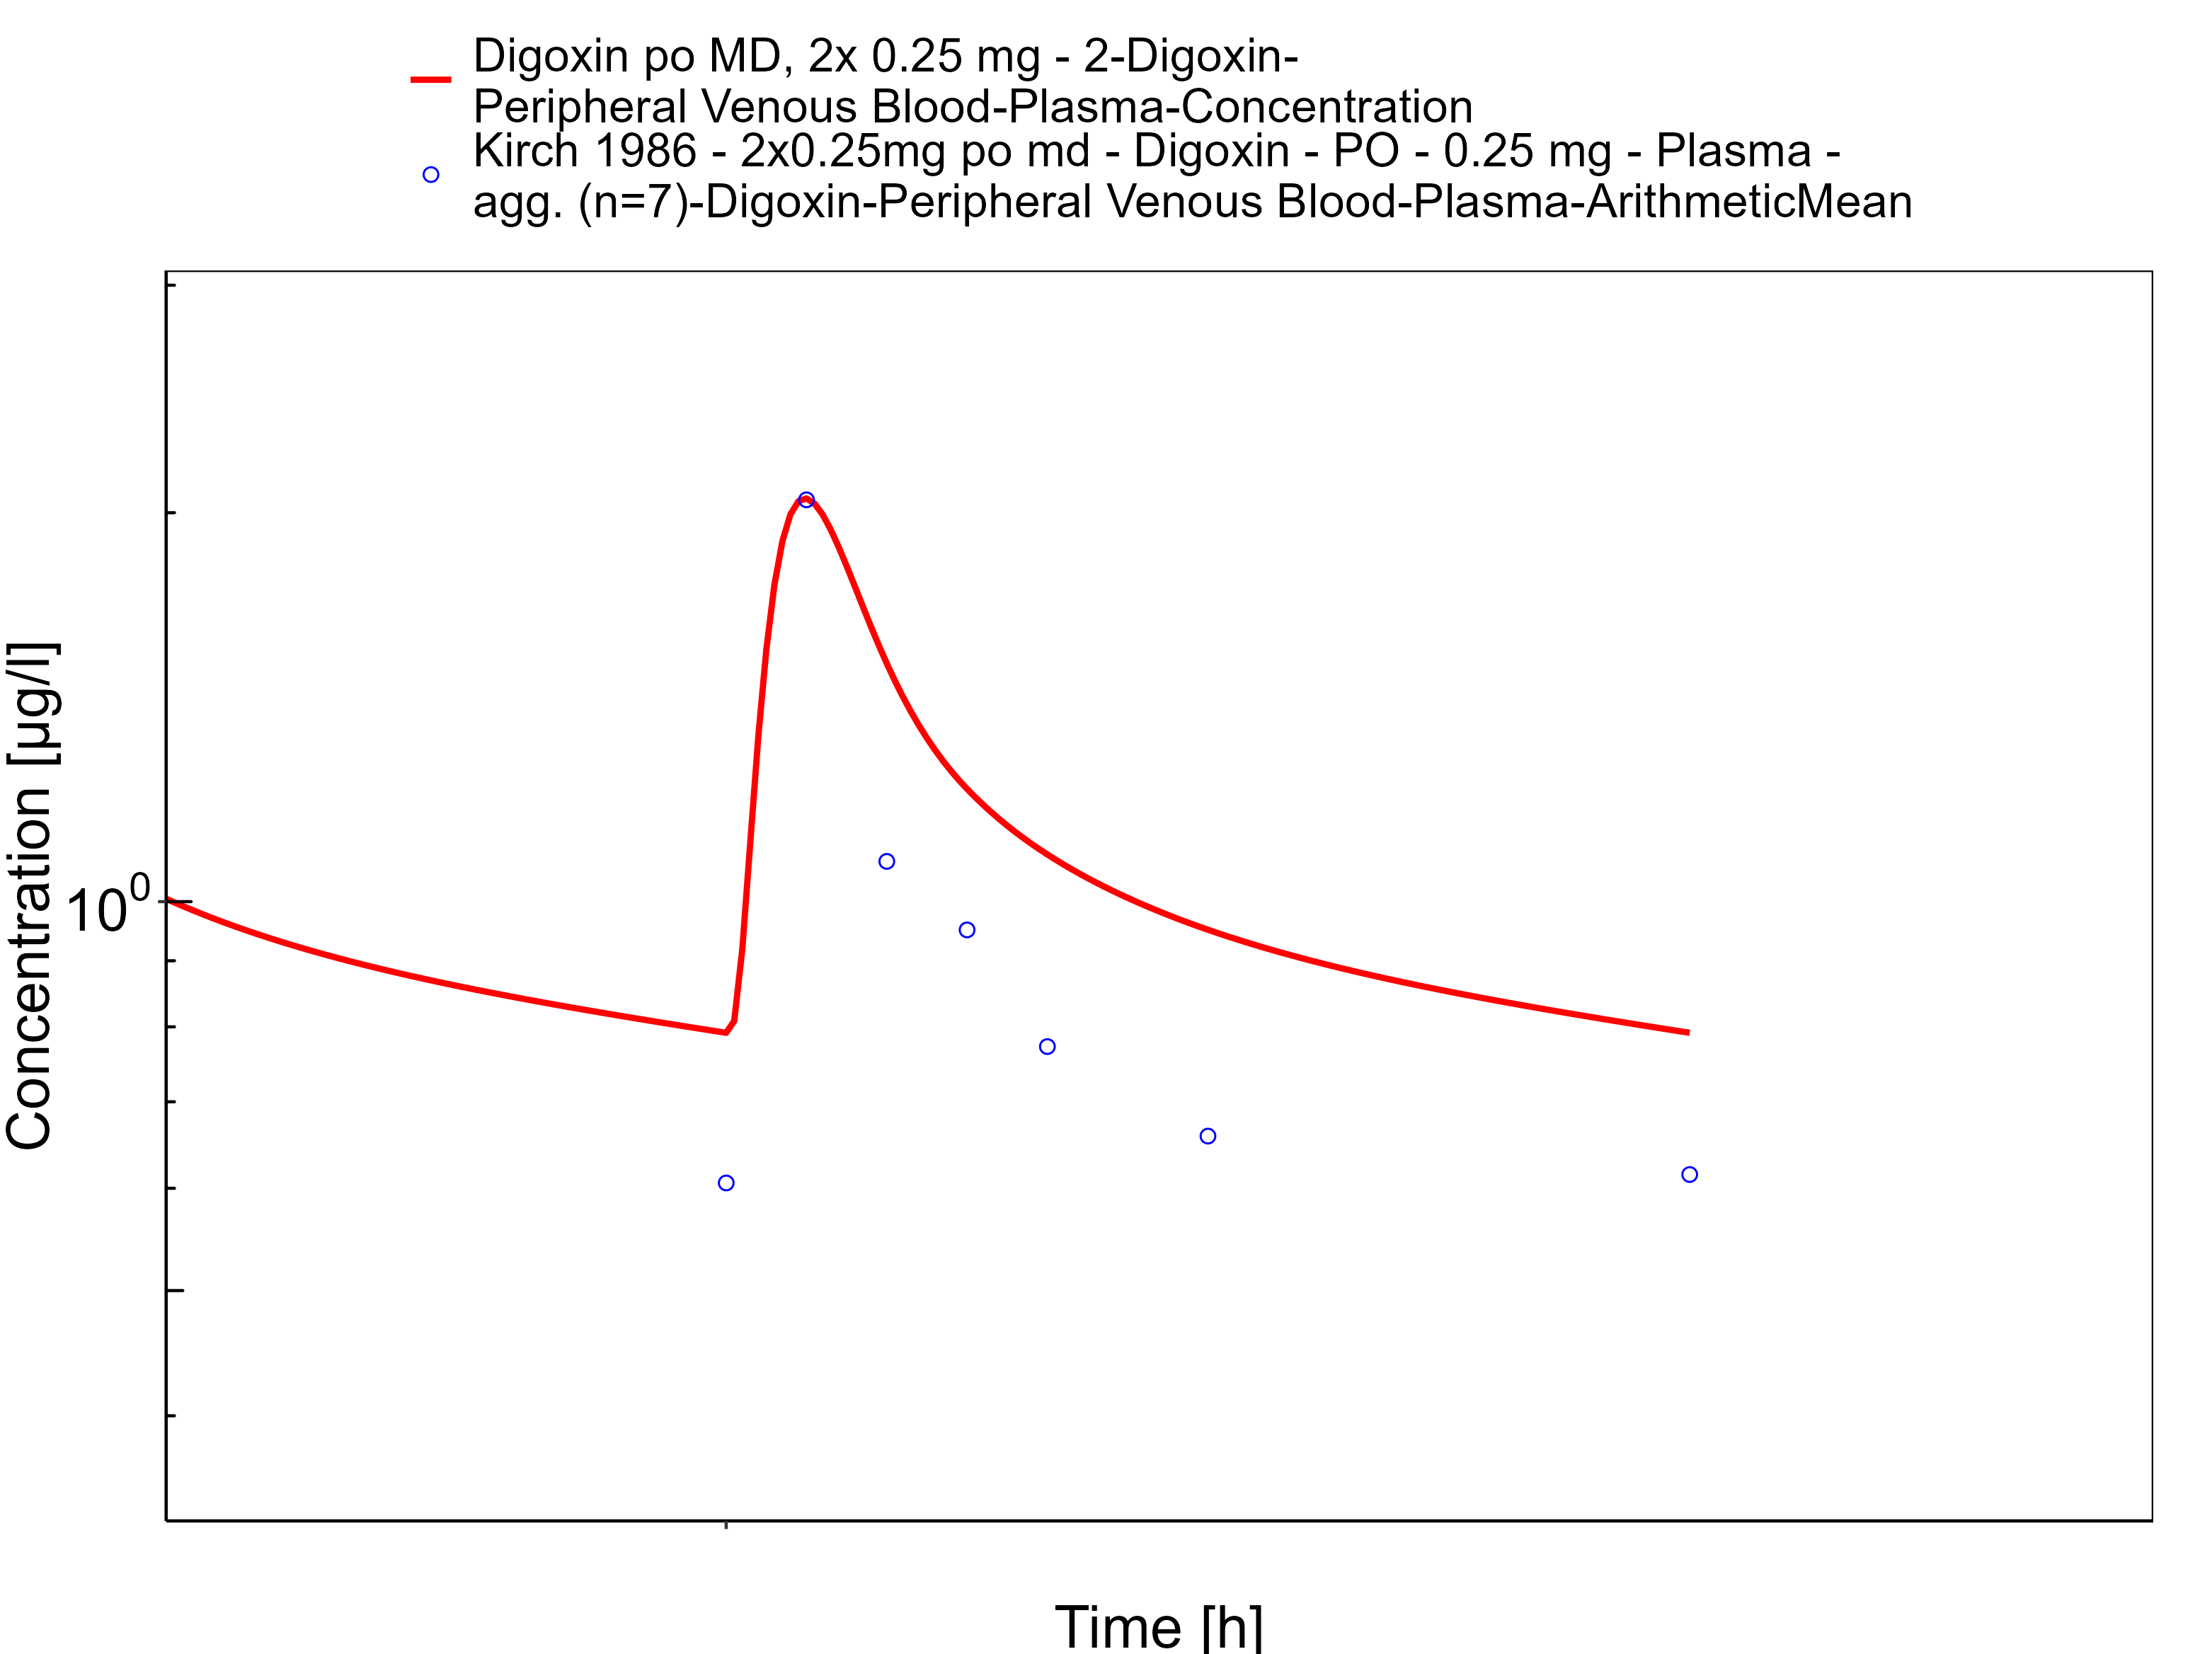 Digoxin po MD, 2x 0.25 mg - 2-Digoxin-
Peripheral Venous Blood-Plasma-Concentration
Kirch 1986 - 2x0.25mg po md - Digoxin - PO - 0.25 mg - Plasma -
agg. (n=7)-Digoxin-Peripheral Venous Blood-Plasma-ArithmeticMean
Concentration [µg/l]
10⁰
Time [h]